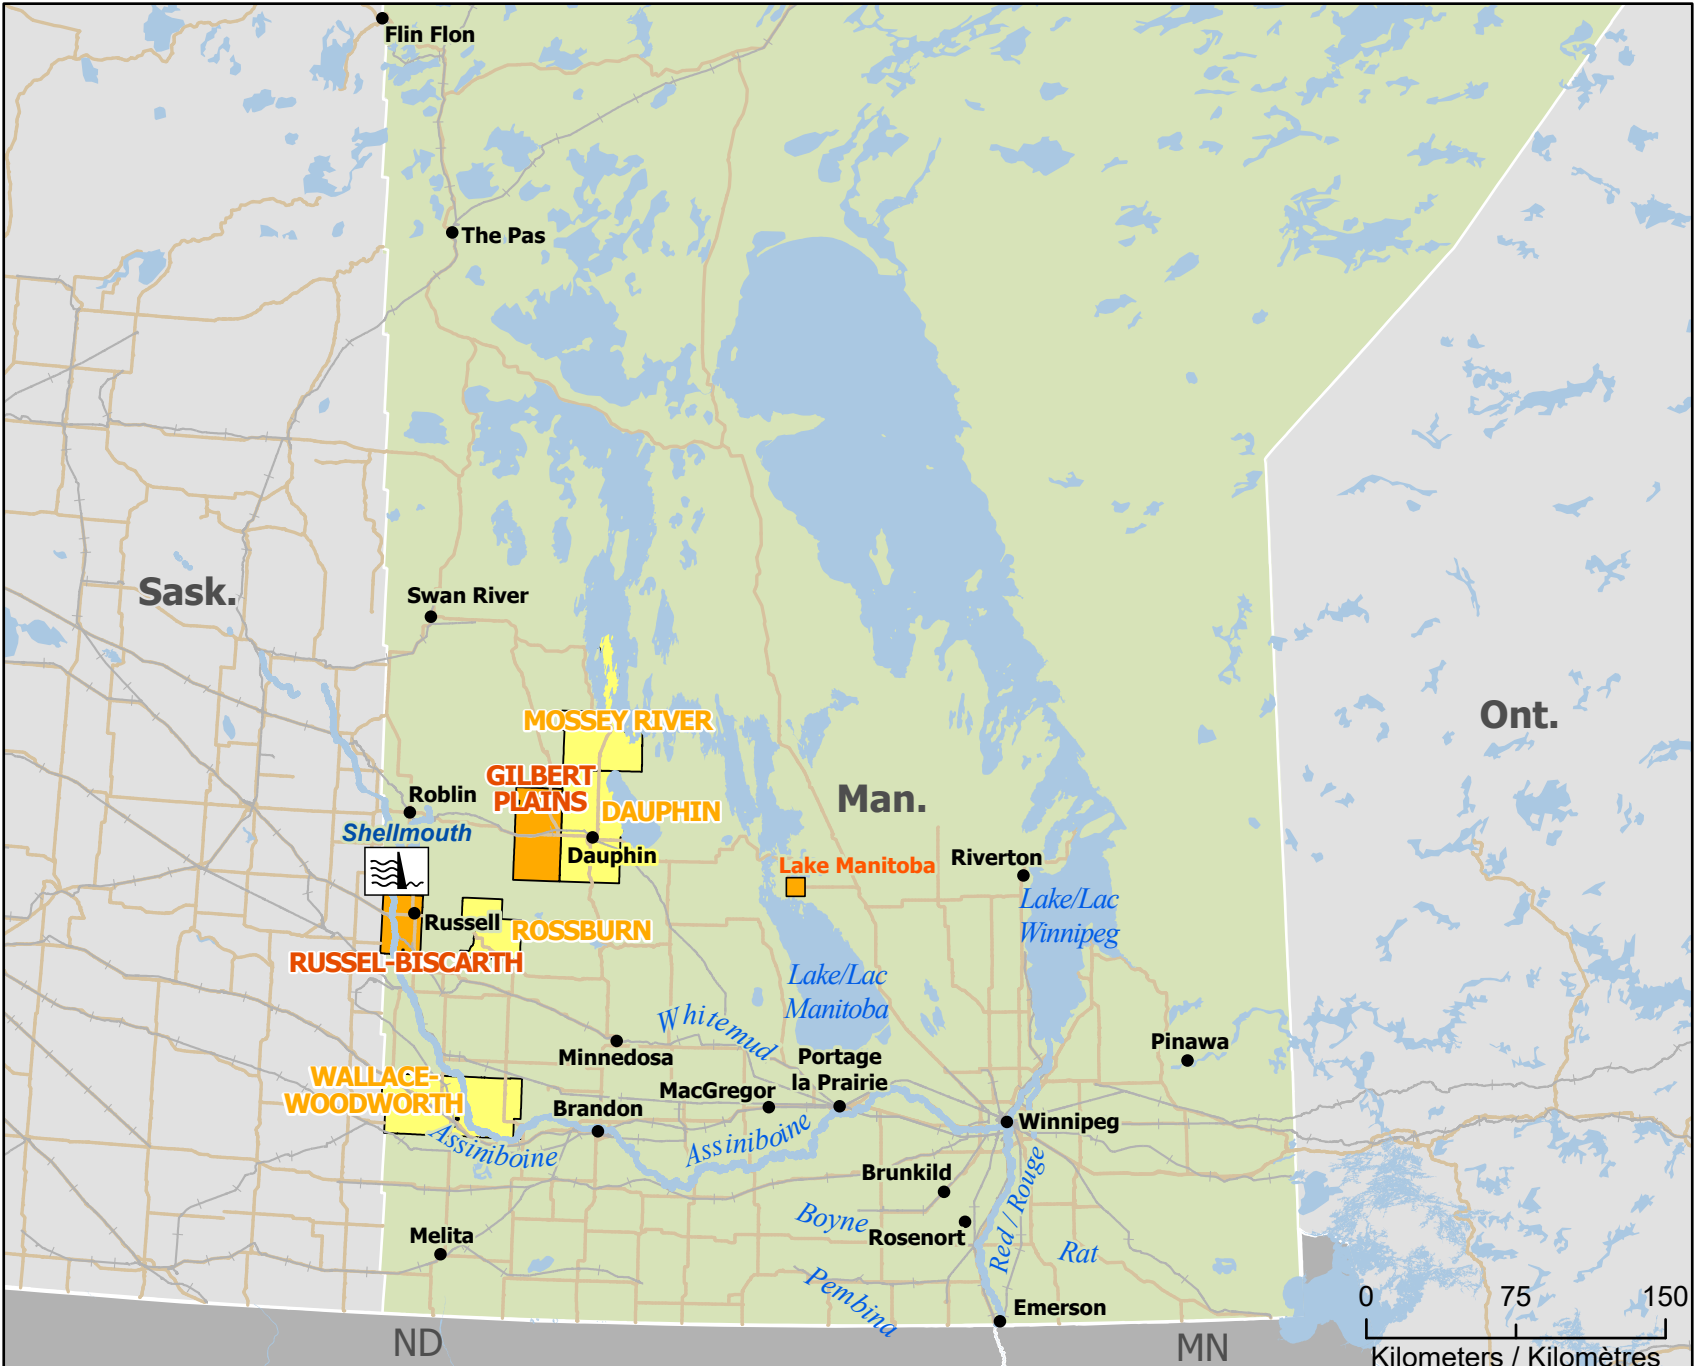 Flin Flon
The Pas
Sask.
Swan River
Ont.
MOSSEY RIVER
GILBERT
PLAINS
Roblin
Man.
DAUPHIN
Shellmouth
Dauphin
Lake Manitoba
Riverton
Lake/Lac
Winnipeg
Russell
ROSSBURN
RUSSEL-BISCARTH
Lake/Lac
Manitoba
Whitemud
Minnedosa
Portage
la Prairie
Pinawa
WALLACE-
WOODWORTH
MacGregor
Brandon
Assiniboine
Assiniboine
Winnipeg
Brunkild
Red / Rouge
Boyne
Rosenort
Melita
Rat
Pembina
Emerson
0 75 150
Kilometers / Kilomètres
ND
MN